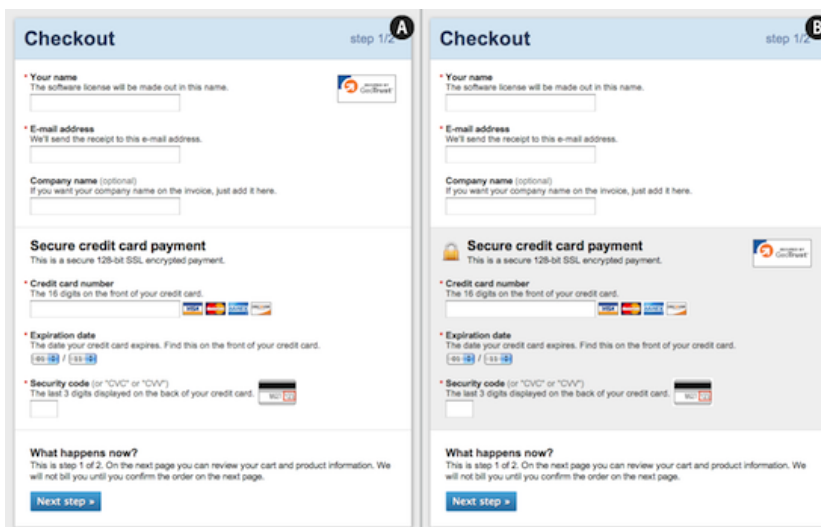 Checkout
step 1/2
A
* Your name
The software license will be made out in this name.
GeoTrust
* E-mail address
We'll send the receipt to this e-mail address.
Company name (optional)
If you want your company name on the invoice, just add it here.
Secure credit card payment
This is a secure 128-bit SSL encrypted payment.
* Credit card number
The 16 digits on the front of your credit card.
VISA
* Expiration date
The date your credit card expires. Find this on the front of your credit card.
01 / 11
* Security code (or "CVC" or "CVV")
The last 3 digits displayed on the back of your credit card.
What happens now?
This is step 1 of 2. On the next page you can review your cart and product information. We
will not bill you until you confirm the order on the next page.
Next step »
Checkout
step 1/2
B
* Your name
The software license will be made out in this name.
* E-mail address
We'll send the receipt to this e-mail address.
Company name (optional)
If you want your company name on the invoice, just add it here.
Secure credit card payment
This is a secure 128-bit SSL encrypted payment.
GeoTrust
* Credit card number
The 16 digits on the front of your credit card.
VISA
* Expiration date
The date your credit card expires. Find this on the front of your credit card.
01 / 11
* Security code (or "CVC" or "CVV")
The last 3 digits displayed on the back of your credit card.
What happens now?
This is step 1 of 2. On the next page you can review your cart and product information. We
will not bill you until you confirm the order on the next page.
Next step »